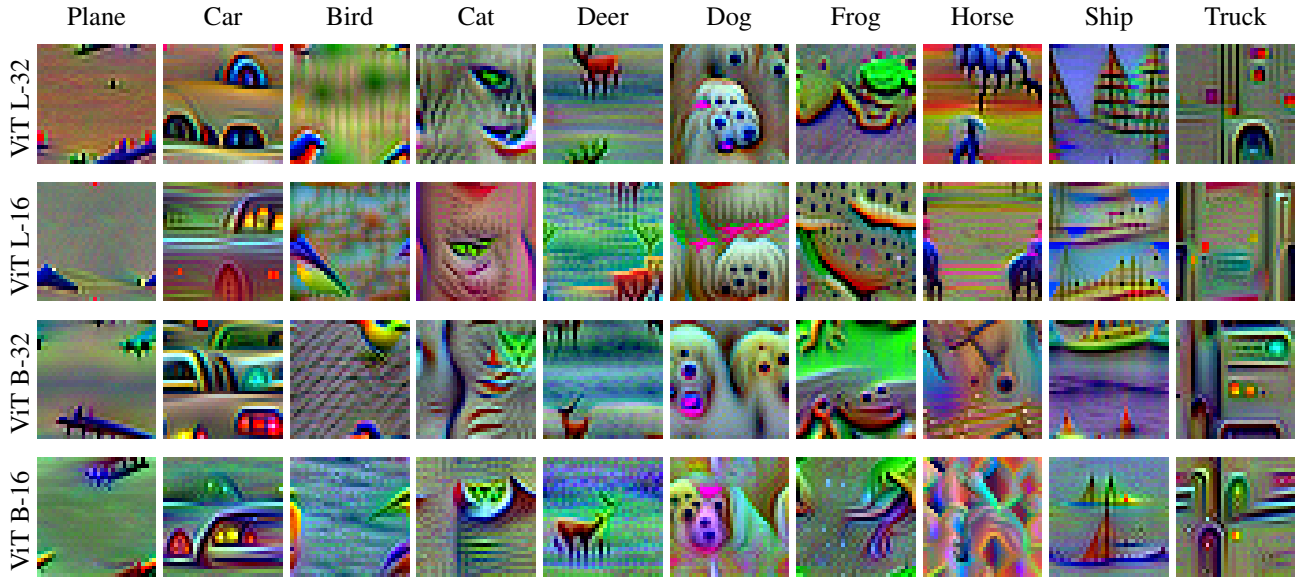 Plane Car Bird Cat Deer Dog Frog Horse Ship Truck
ViT L-32
ViT L-16
ViT B-32
ViT B-16